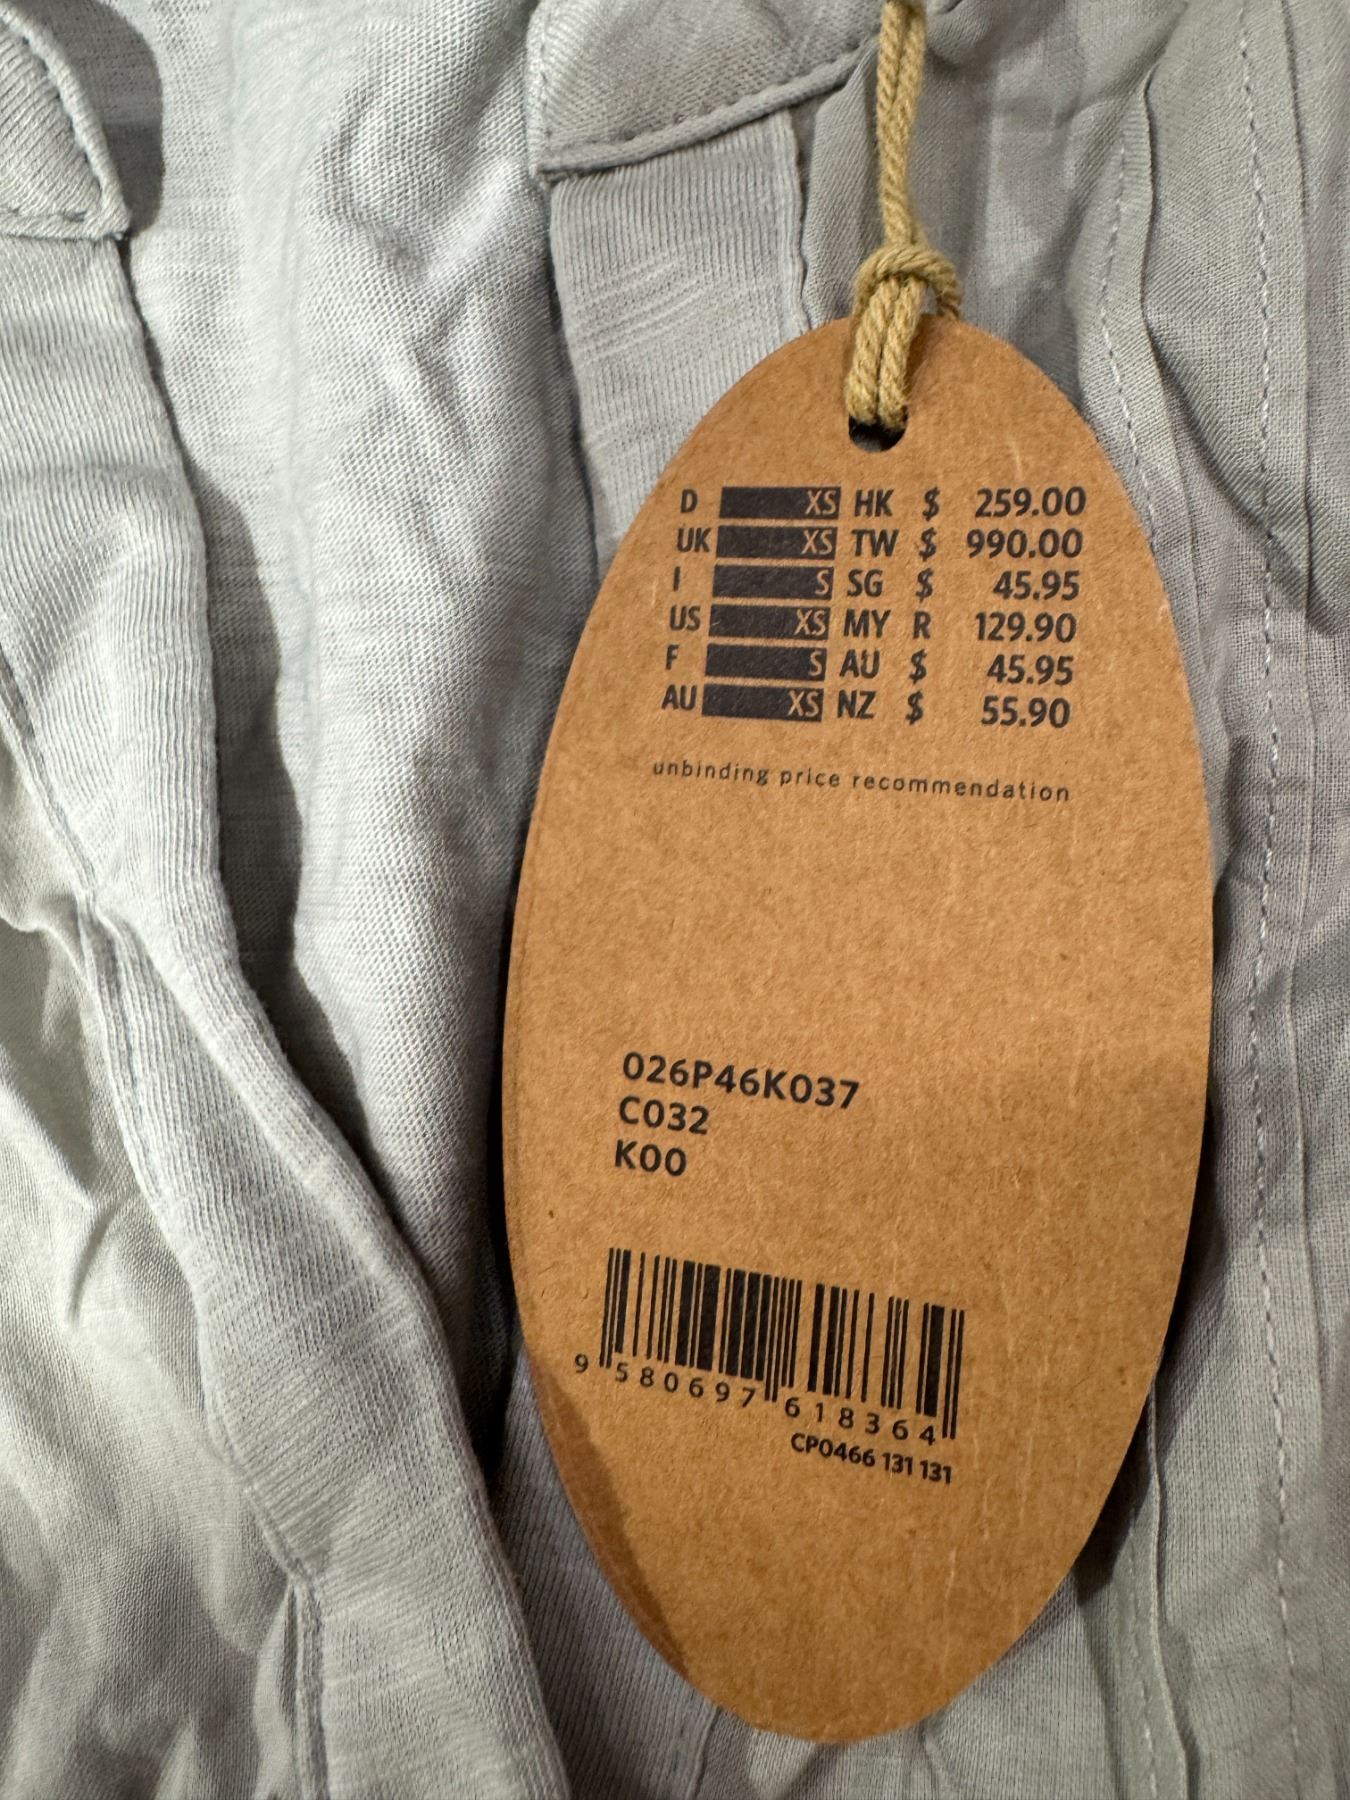 D XS HK $ 259.00
UK XS TW $ 990.00
I S SG $ 45.95
US XS MY R 129.90
F S AU $ 45.95
AU XS NZ $ 55.90
unbinding price recommendation
026P46K037
C032
K00
9 580697 618364
CP0466 131 131